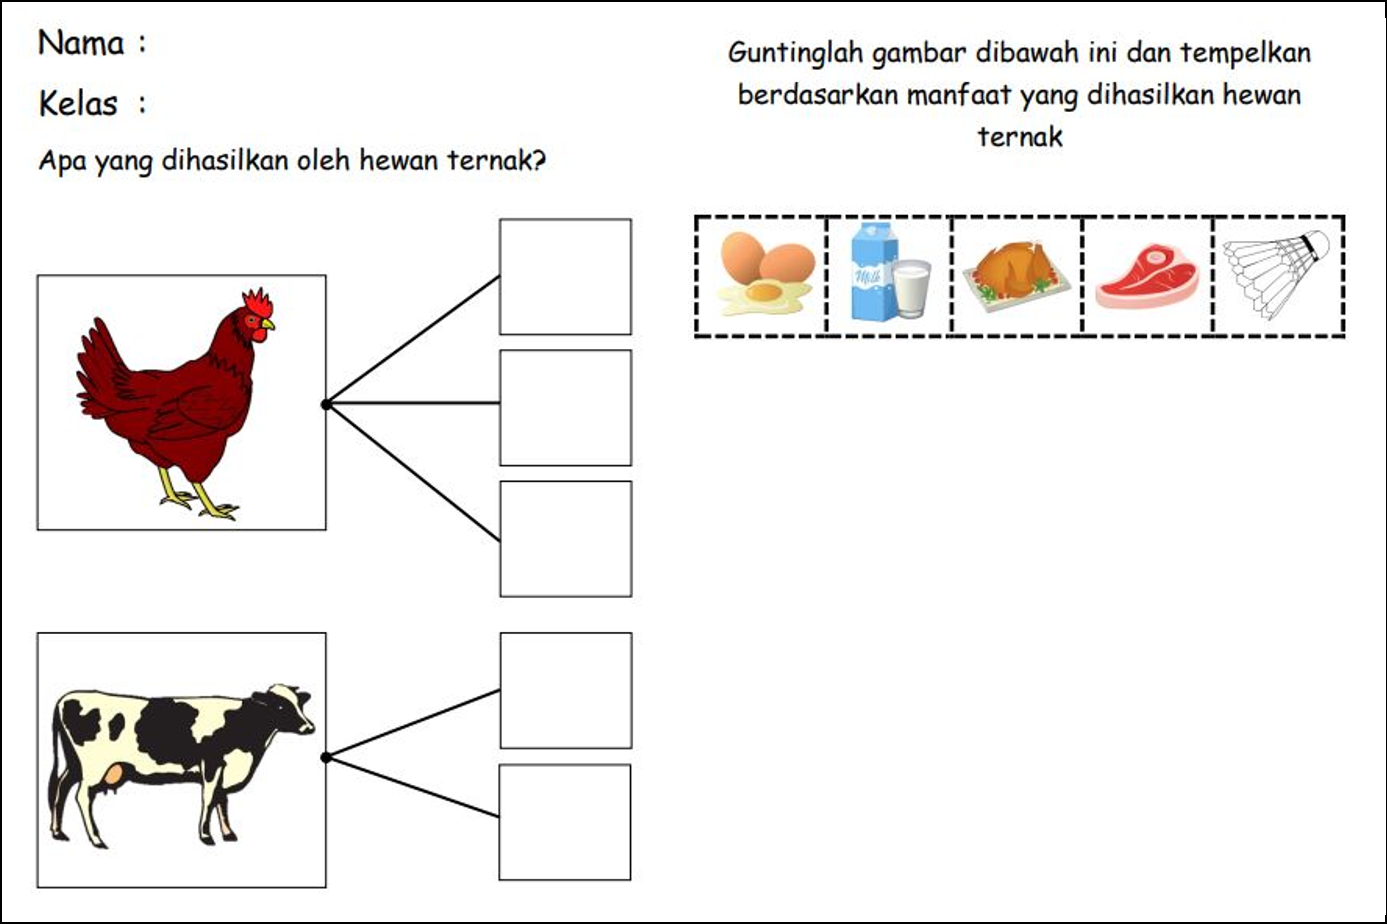 Nama :
Kelas :
Apa yang dihasilkan oleh hewan ternak?
Guntinglah gambar dibawah ini dan tempelkan
berdasarkan manfaat yang dihasilkan hewan
ternak
Milk